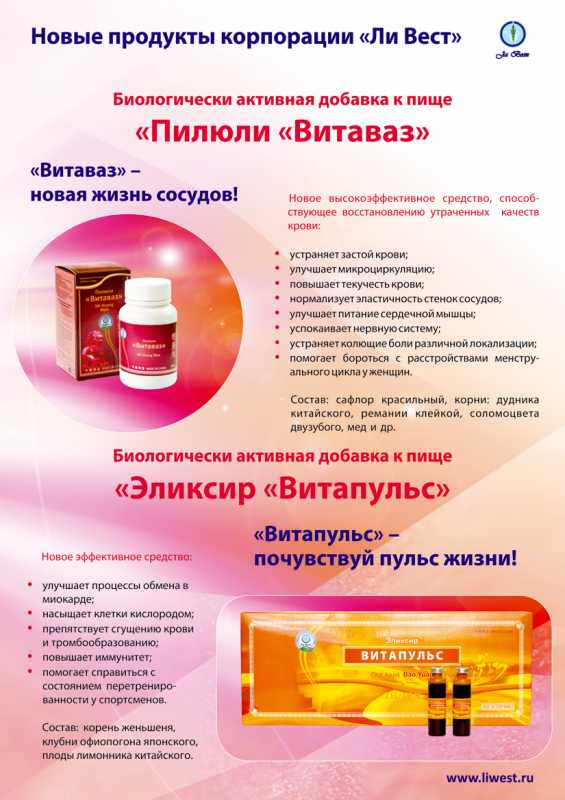 Новые продукты корпорации «Ли Вест»
Ли Вест
Биологически активная добавка к пище
«Пилюли «Витаваз»
«Витаваз» –
новая жизнь сосудов!
Новое высокоэффективное средство, способ-
ствующее восстановлению утраченных качеств
крови:
• устраняет застой крови;
• улучшает микроциркуляцию;
• повышает текучесть крови;
• нормализует эластичность стенок сосудов;
• улучшает питание сердечной мышцы;
• успокаивает нервную систему;
• устраняет колющие боли различной локализации;
• помогает бороться с расстройствами менстру-
ального цикла у женщин.
Состав: сафлор красильный, корни: дудника
китайского, ремании клейкой, соломоцвета
двузубого, мед и др.
Пилюли
«Витаваз»
Пилюли
«Витаваз»
Биологически активная добавка к пище
«Эликсир «Витапульс»
«Витапульс» –
почувствуй пульс жизни!
Новое эффективное средство:
• улучшает процессы обмена в
миокарде;
• насыщает клетки кислородом;
• препятствует сгущению крови
и тромбообразованию;
• повышает иммунитет;
• помогает справиться с
состоянием перетрениро-
ванности у спортсменов.
Состав: корень женьшеня,
клубни офиопогона японского,
плоды лимонника китайского.
Эликсир
ВИТАПУЛЬС
www.liwest.ru